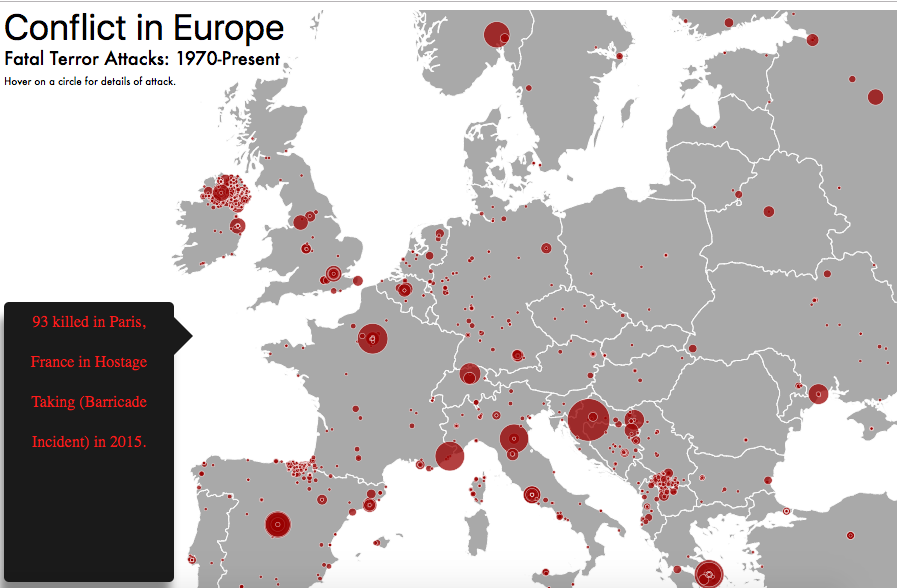 Conflict in Europe
Fatal Terror Attacks: 1970-Present
Hover on a circle for details of attack.
93 killed in Paris,
France in Hostage
Taking (Barricade
Incident) in 2015.